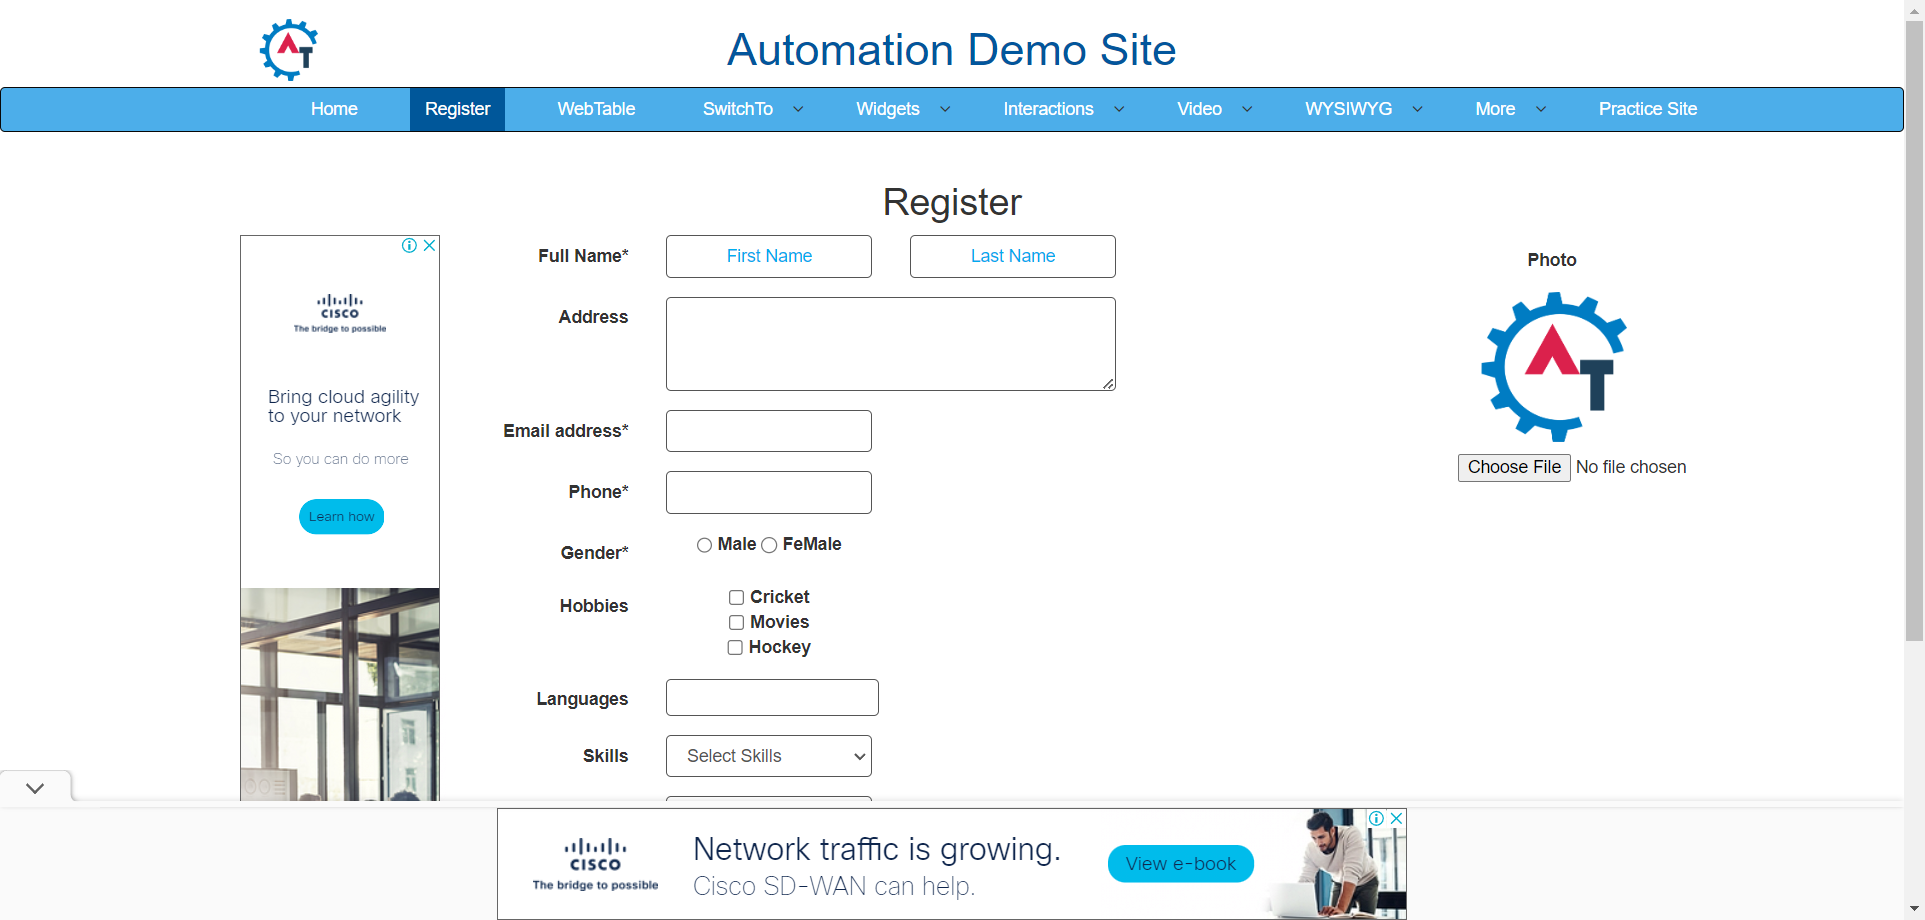 AT
Automation Demo Site
Home Register WebTable SwitchTo Widgets Interactions Video WYSIWYG More Practice Site
Register
Full Name* First Name Last Name
Photo
Address
AT
Email address*
Choose File No file chosen
Phone*
Gender* Male FeMale
Hobbies Cricket
Movies
Hockey
Languages
Skills Select Skills
CISCO
The bridge to possible
Bring cloud agility
to your network
So you can do more
Learn how
CISCO
The bridge to possible
Network traffic is growing.
Cisco SD-WAN can help.
View e-book